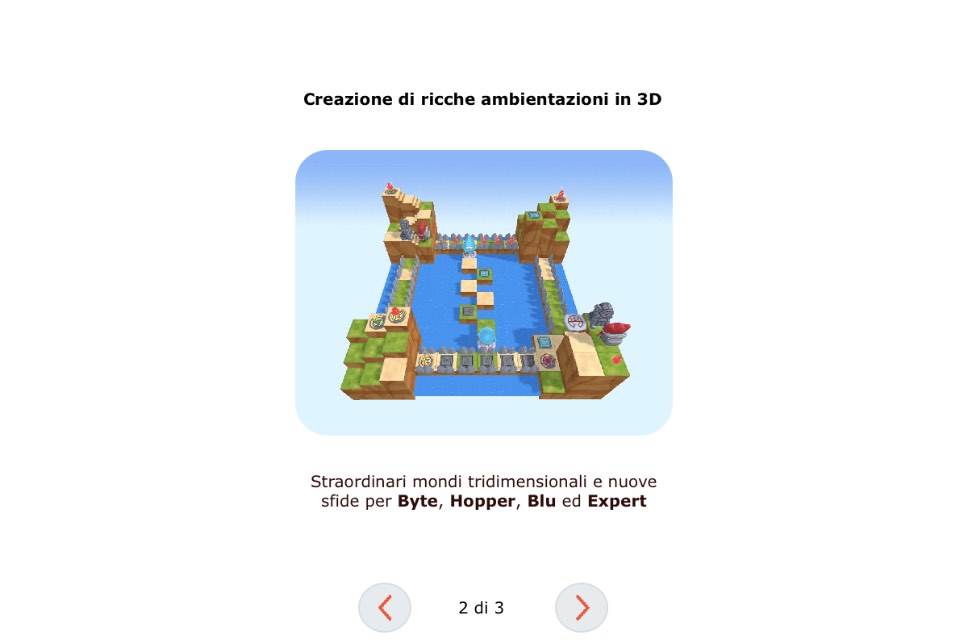 Creazione di ricche ambientazioni in 3D
Straordinari mondi tridimensionali e nuove
sfide per Byte, Hopper, Blu ed Expert
2 di 3